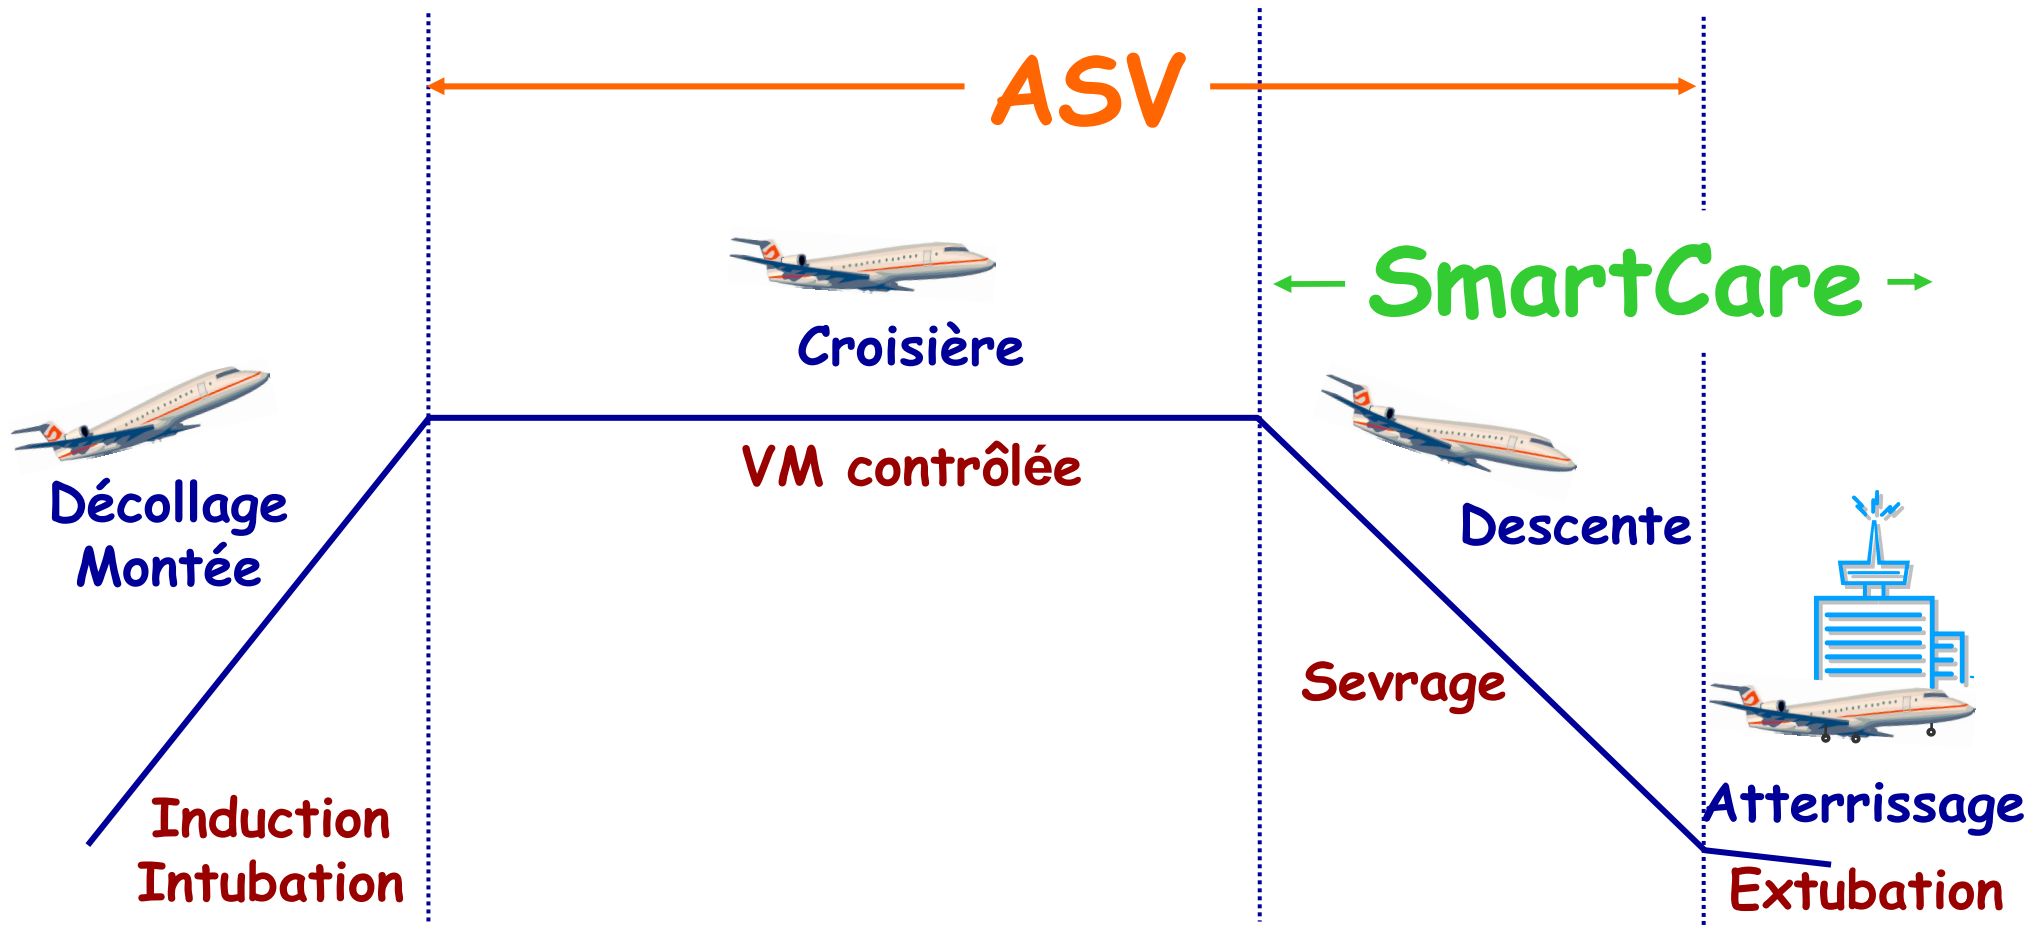 ASV
SmartCare
Croisière
VM contrôlée
Décollage
Montée
Descente
Sevrage
Induction
Intubation
Atterrissage
Extubation